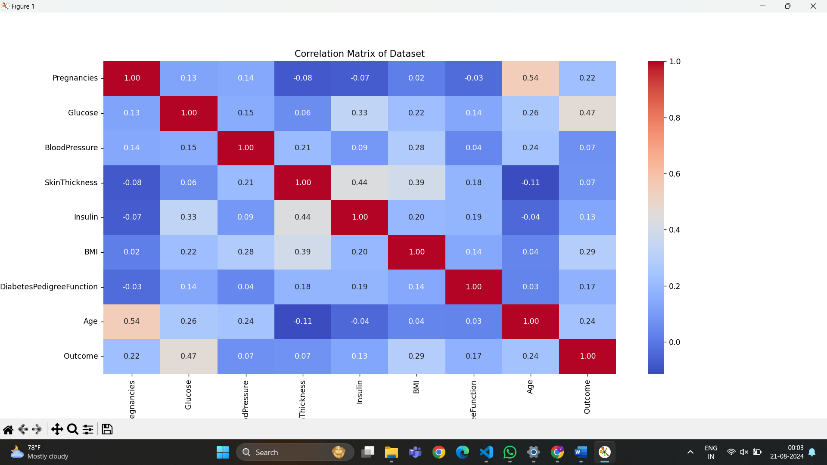 Figure 1
Correlation Matrix of Dataset
Pregnancies 1.00 0.13 0.14 -0.08 -0.07 0.02 -0.03 0.54 0.22
Glucose 0.13 1.00 0.15 0.06 0.33 0.22 0.14 0.26 0.47
BloodPressure 0.14 0.15 1.00 0.21 0.09 0.28 0.04 0.24 0.07
SkinThickness -0.08 0.06 0.21 1.00 0.44 0.39 0.18 -0.11 0.07
Insulin -0.07 0.33 0.09 0.44 1.00 0.20 0.19 -0.04 0.13
BMI 0.02 0.22 0.28 0.39 0.20 1.00 0.14 0.04 0.29
DiabetesPedigreeFunction -0.03 0.14 0.04 0.18 0.19 0.14 1.00 0.03 0.17
Age 0.54 0.26 0.24 -0.11 -0.04 0.04 0.03 1.00 0.24
Outcome 0.22 0.47 0.07 0.07 0.13 0.29 0.17 0.24 1.00
egnancies Glucose dPressure Thickness Insulin BMI eFunction Age Outcome
1.0
0.8
0.6
0.4
0.2
0.0
78°F
Mostly cloudy
Search
ENG
IN
00:03
21-08-2024